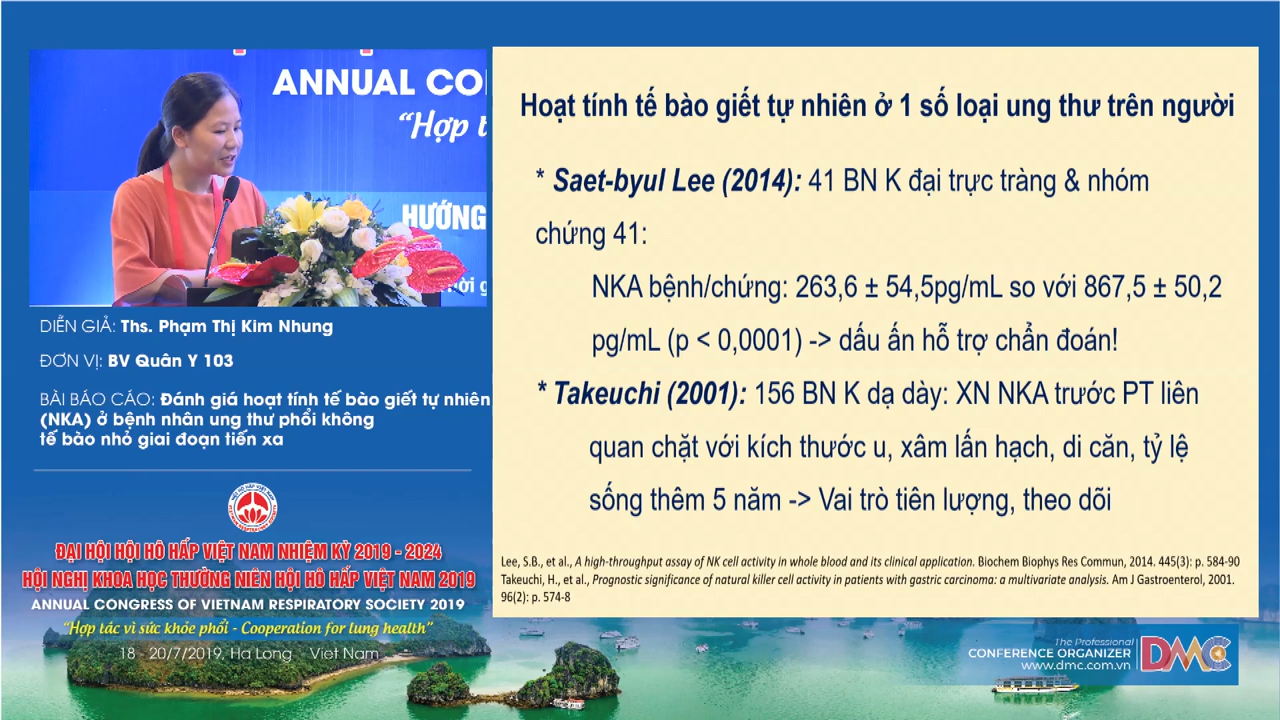 ANNUAL CO
“Hợp t
HƯỚNG
DIỄN GIẢ: Ths. Phạm Thị Kim Nhung
ĐƠN VỊ: BV Quân Y 103
BÀI BÁO CÁO: Đánh giá hoạt tính tế bào giết tự nhiên
(NKA) ở bệnh nhân ung thư phổi không
tế bào nhỏ giai đoạn tiến xa
ĐẠI HỘI HỘI HÔ HẤP VIỆT NAM NHIỆM KỲ 2019 - 2024
HỘI NGHỊ KHOA HỌC THƯỜNG NIÊN HỘI HÔ HẤP VIỆT NAM 2019
ANNUAL CONGRESS OF VIETNAM RESPIRATORY SOCIETY 2019
“Hợp tác vì sức khỏe phổi - Cooperation for lung health”
18 - 20/7/2019, Ha Long Viet Nam
Hoạt tính tế bào giết tự nhiên ở 1 số loại ung thư trên người
* Saet-byul Lee (2014): 41 BN K đại trực tràng & nhóm
chứng 41:
NKA bệnh/chứng: 263,6 ± 54,5pg/mL so với 867,5 ± 50,2
pg/mL (p < 0,0001) -> dấu ấn hỗ trợ chẩn đoán!
* Takeuchi (2001): 156 BN K dạ dày: XN NKA trước PT liên
quan chặt với kích thước u, xâm lấn hạch, di căn, tỷ lệ
sống thêm 5 năm -> Vai trò tiên lượng, theo dõi
Lee, S.B., et al., A high-throughput assay of NK cell activity in whole blood and its clinical application. Biochem Biophys Res Commun, 2014. 445(3): p. 584-90
Takeuchi, H., et al., Prognostic significance of natural killer cell activity in patients with gastric carcinoma: a multivariate analysis. Am J Gastroenterol, 2001.
96(2): p. 574-8
The Professional
CONFERENCE ORGANIZER
www.dmc.com.vn
DMC